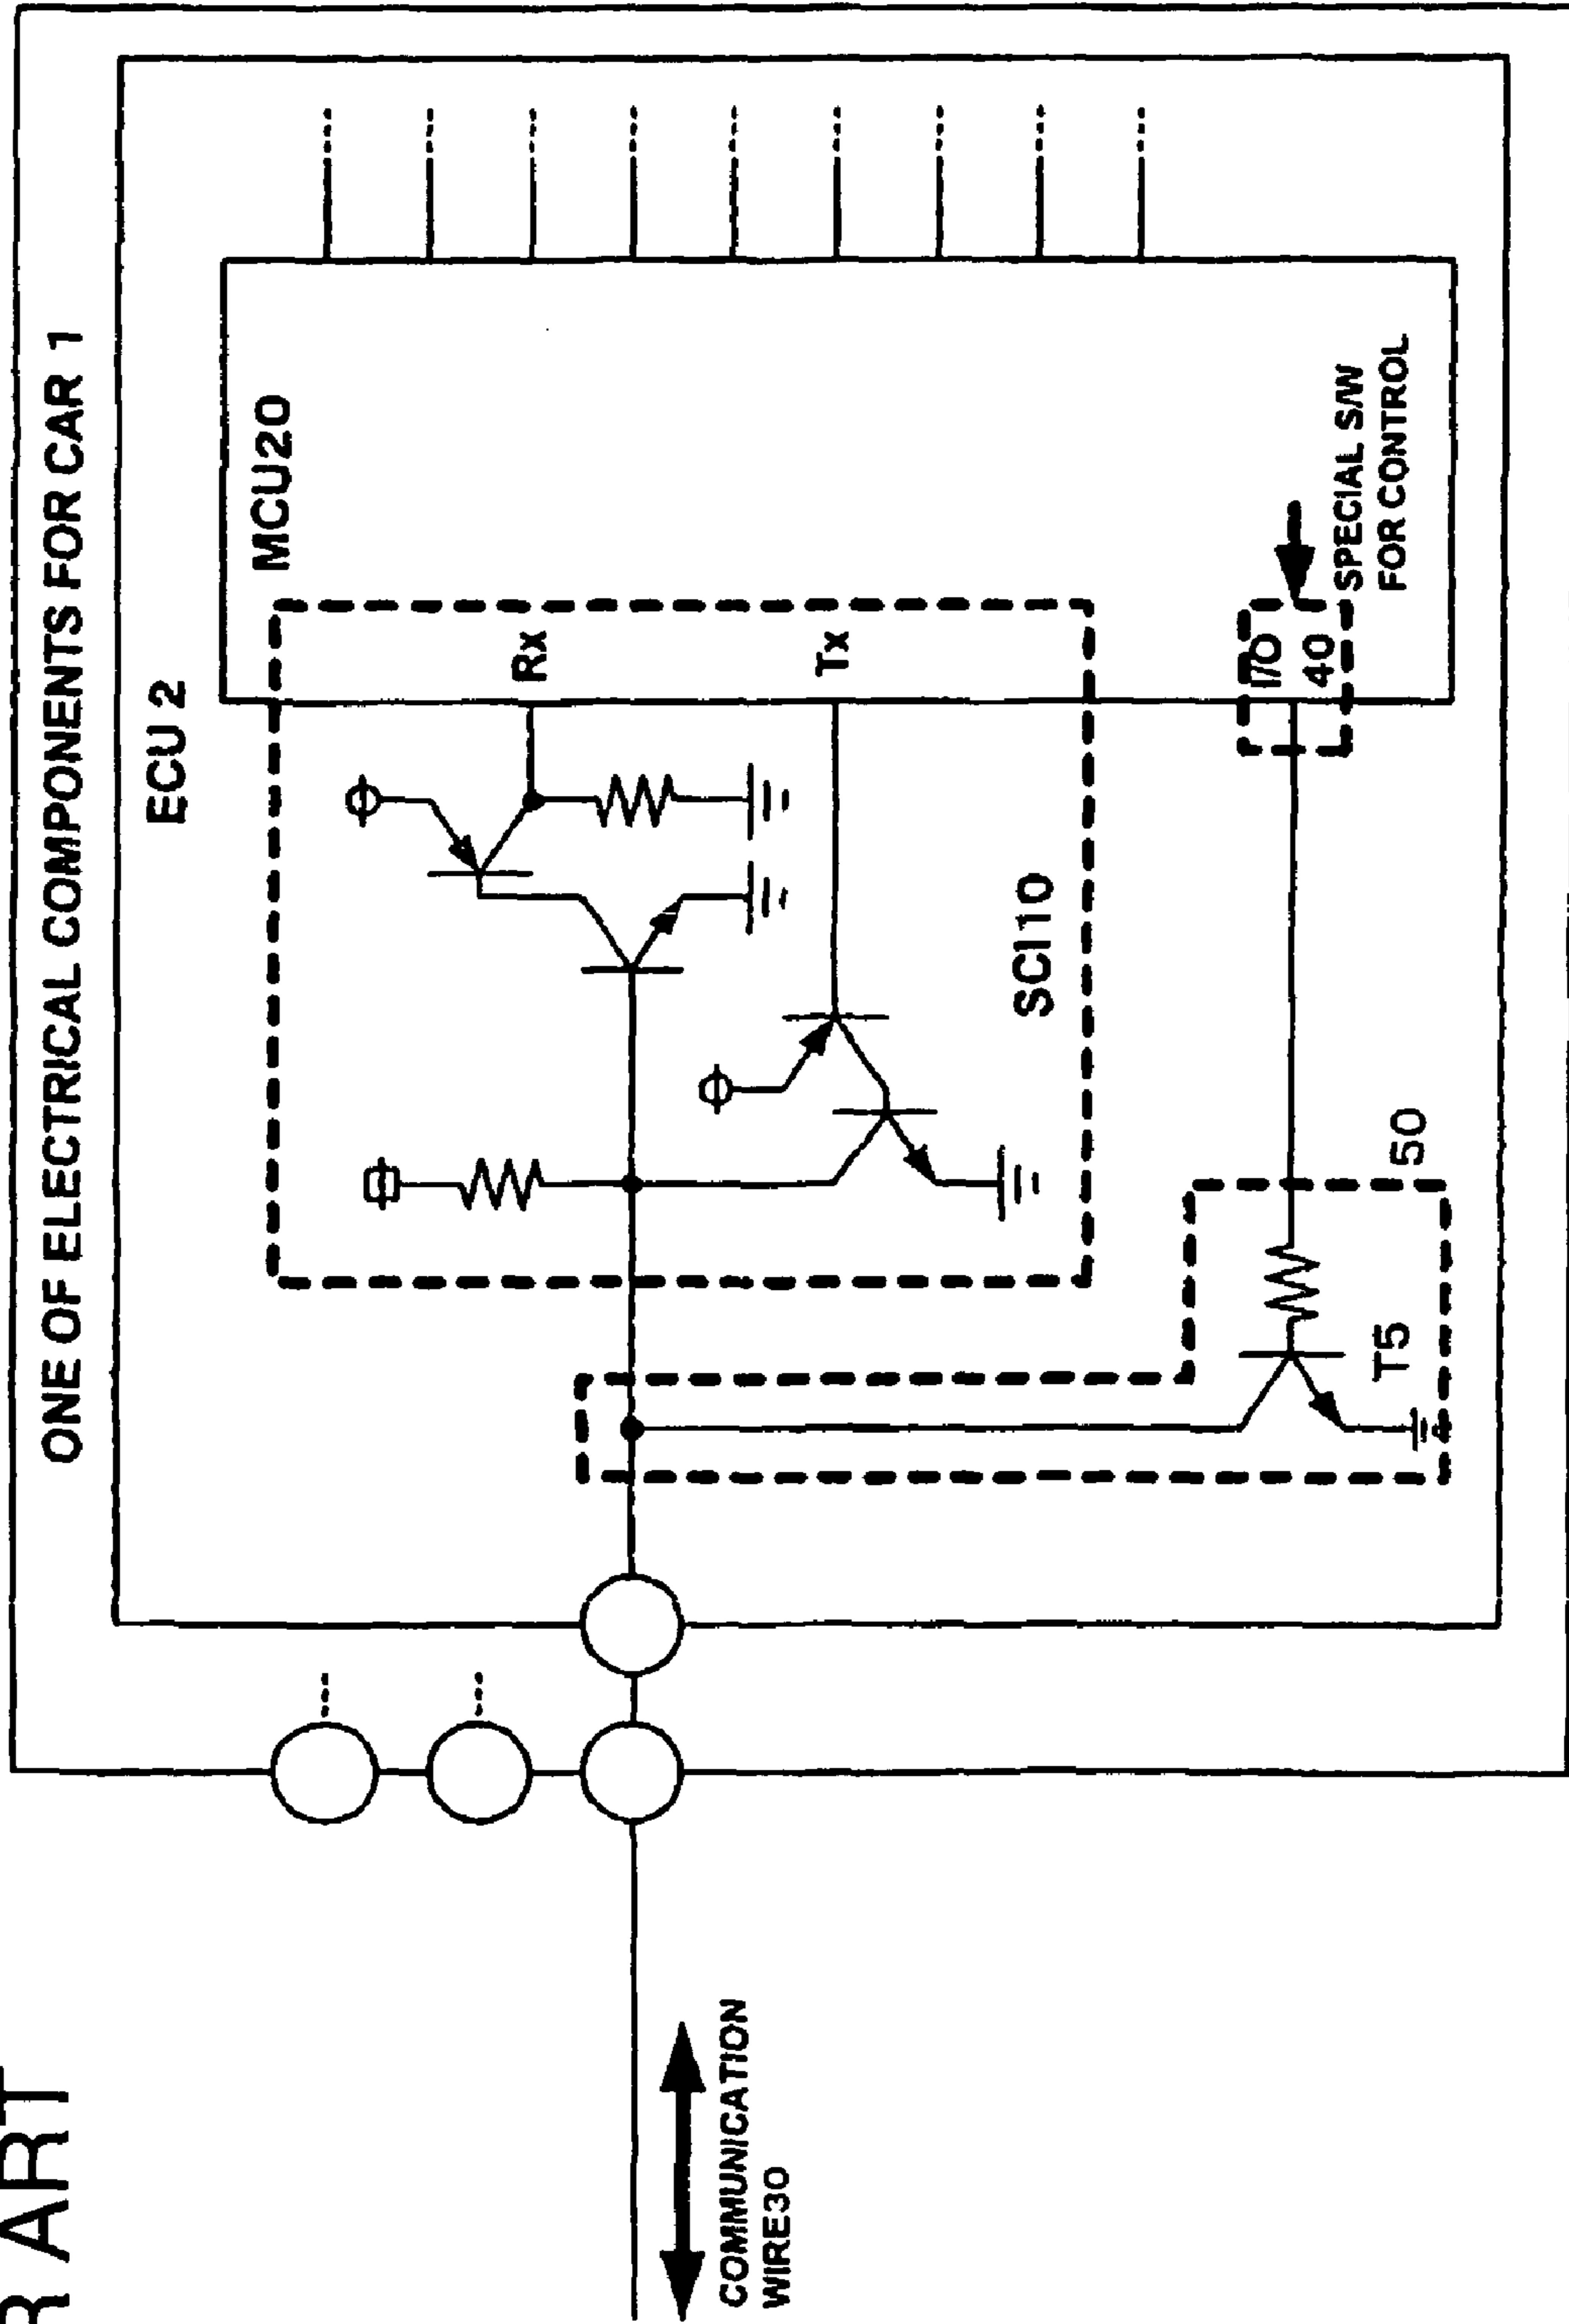 R ART
ONE OF ELECTRICAL COMPONENTS FOR CAR 1
ECU 2
MCU20
Rx
Tx
SCI10
I/O
40
SPECIAL S/W
FOR CONTROL
50
T5
COMMUNICATION
WIRE30